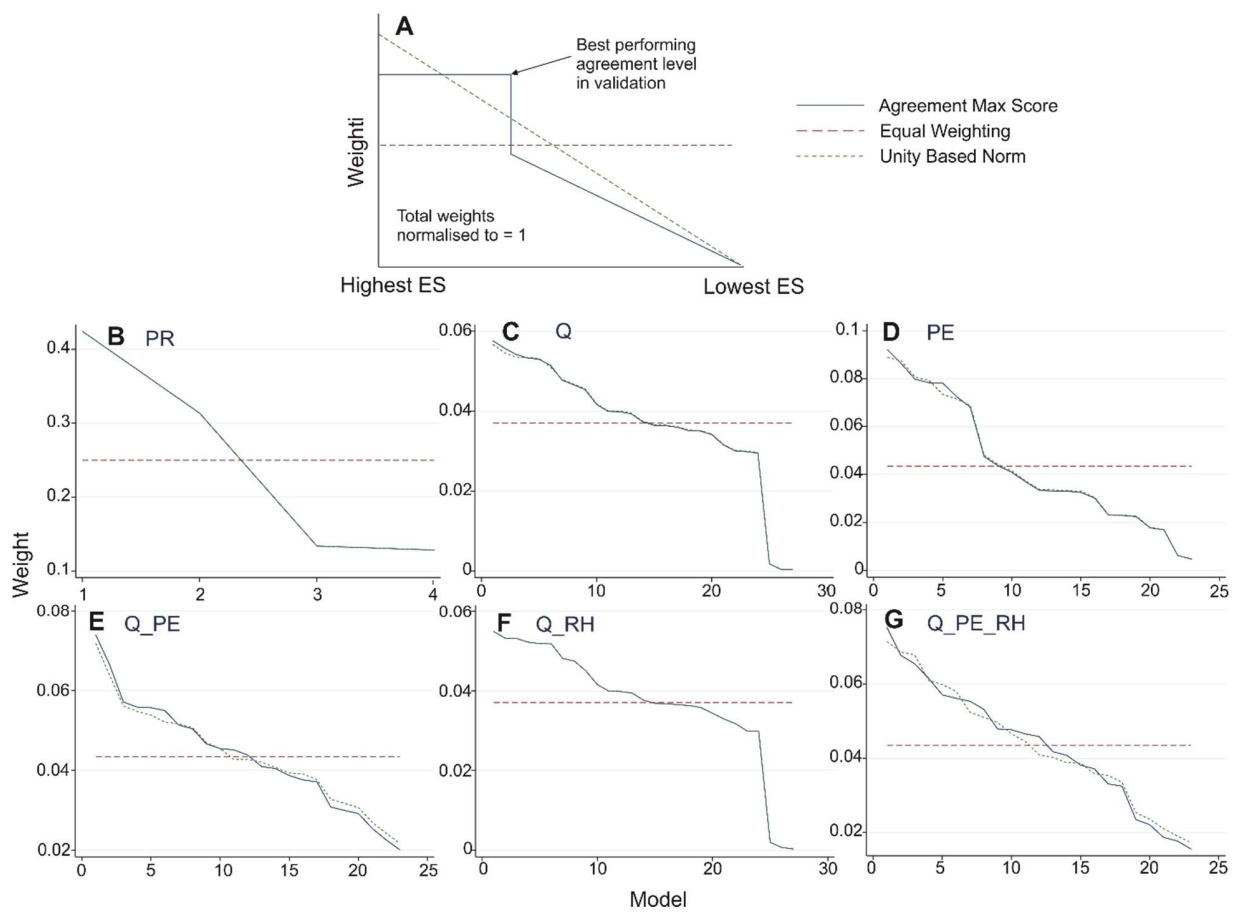 A
Best performing
agreement level
in validation
Weighti
Total weights
normalised to = 1
Highest ES
Lowest ES
Agreement Max Score
Equal Weighting
Unity Based Norm
B PR
0.4
0.3
0.2
0.1
1 2 3 4
C Q
0.06
0.04
0.02
0
0 10 20 30
D PE
0.1
0.08
0.06
0.04
0.02
0
0 5 10 15 20 25
Weight
E Q_PE
0.08
0.06
0.04
0.02
0 5 10 15 20 25
F Q_RH
0.06
0.04
0.02
0
0 10 20 30
G Q_PE_RH
0.08
0.06
0.04
0.02
0 5 10 15 20 25
Model